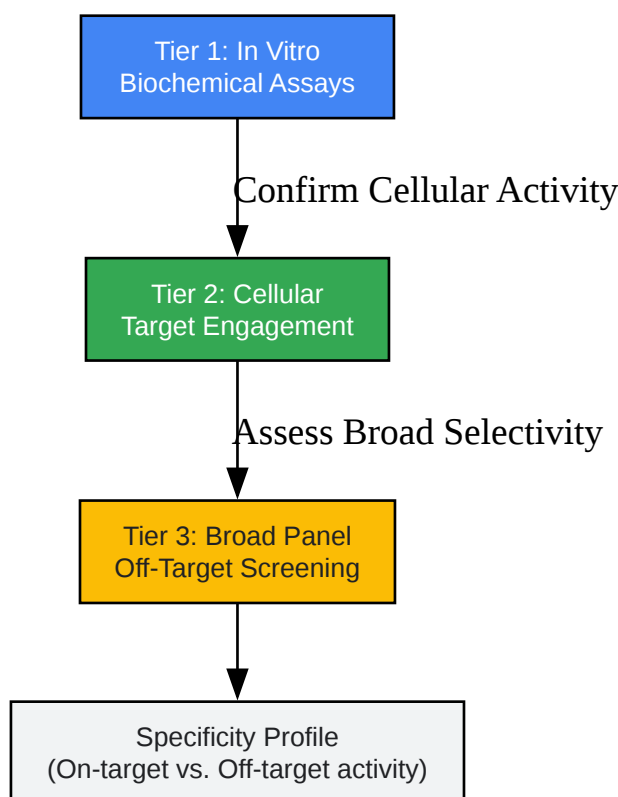 Tier 1: In Vitro
Biochemical Assays
Confirm Cellular Activity
Tier 2: Cellular
Target Engagement
Assess Broad Selectivity
Tier 3: Broad Panel
Off-Target Screening
Specificity Profile
(On-target vs. Off-target activity)